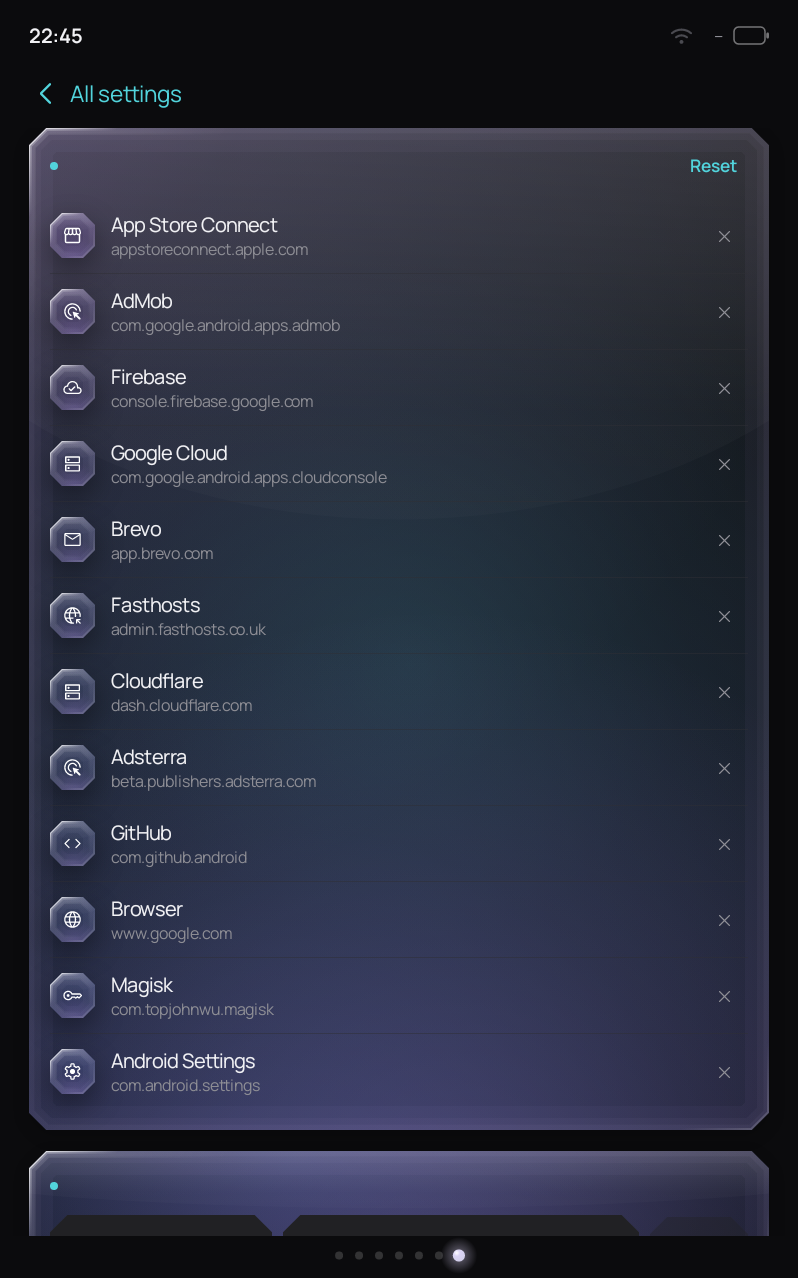 22:45
–
All settings
Reset
App Store Connect
appstoreconnect.apple.com
AdMob
com.google.android.apps.admob
Firebase
console.firebase.google.com
Google Cloud
com.google.android.apps.cloudconsole
Brevo
app.brevo.com
Fasthosts
admin.fasthosts.co.uk
Cloudflare
dash.cloudflare.com
Adsterra
beta.publishers.adsterra.com
GitHub
com.github.android
Browser
www.google.com
Magisk
com.topjohnwu.magisk
Android Settings
com.android.settings